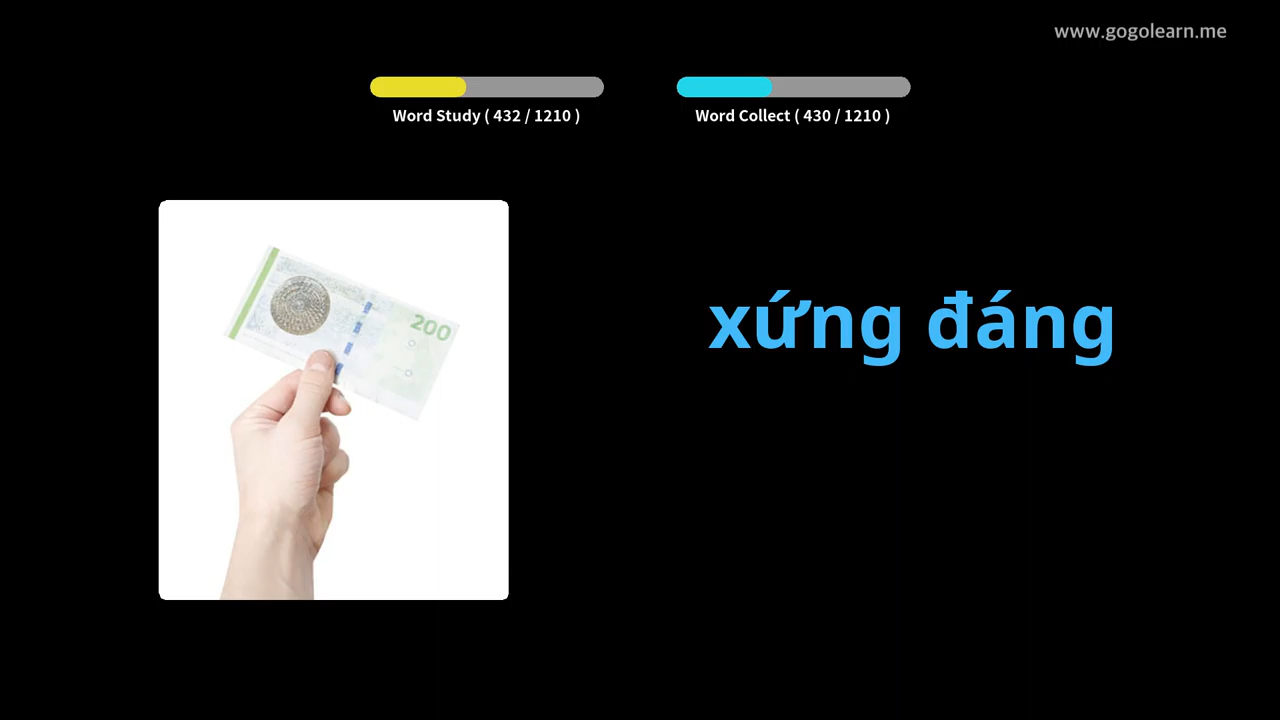 www.gogolearn.me
Word Study ( 432 / 1210 )
Word Collect ( 430 / 1210 )
200
xứng đáng